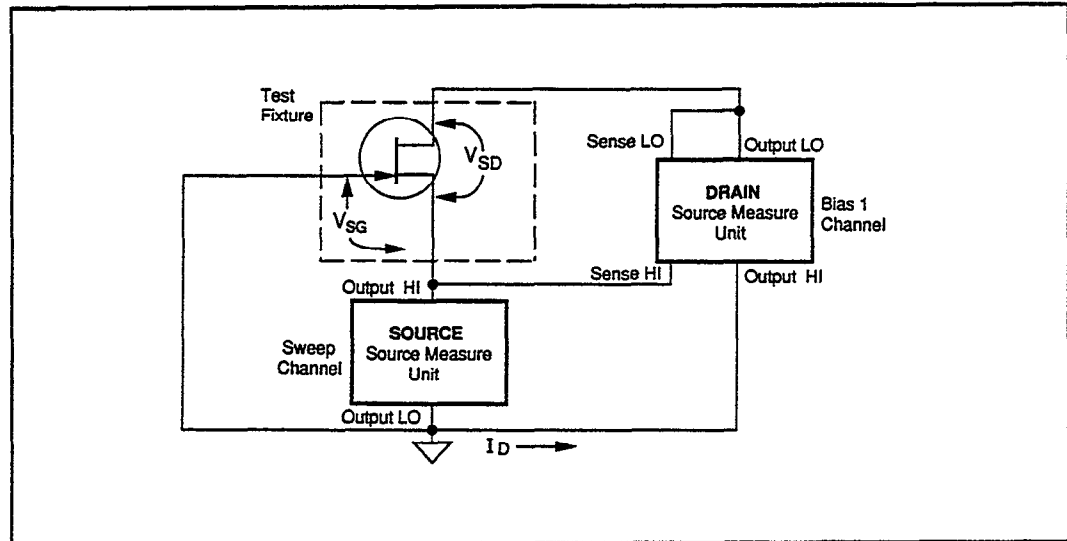 Test
Fixture
V_SD
V_SG
Sense LO
Output LO
DRAIN
Source Measure
Unit
Bias 1
Channel
Sense HI
Output HI
Output HI
SOURCE
Source Measure
Unit
Sweep
Channel
Output LO
I_D